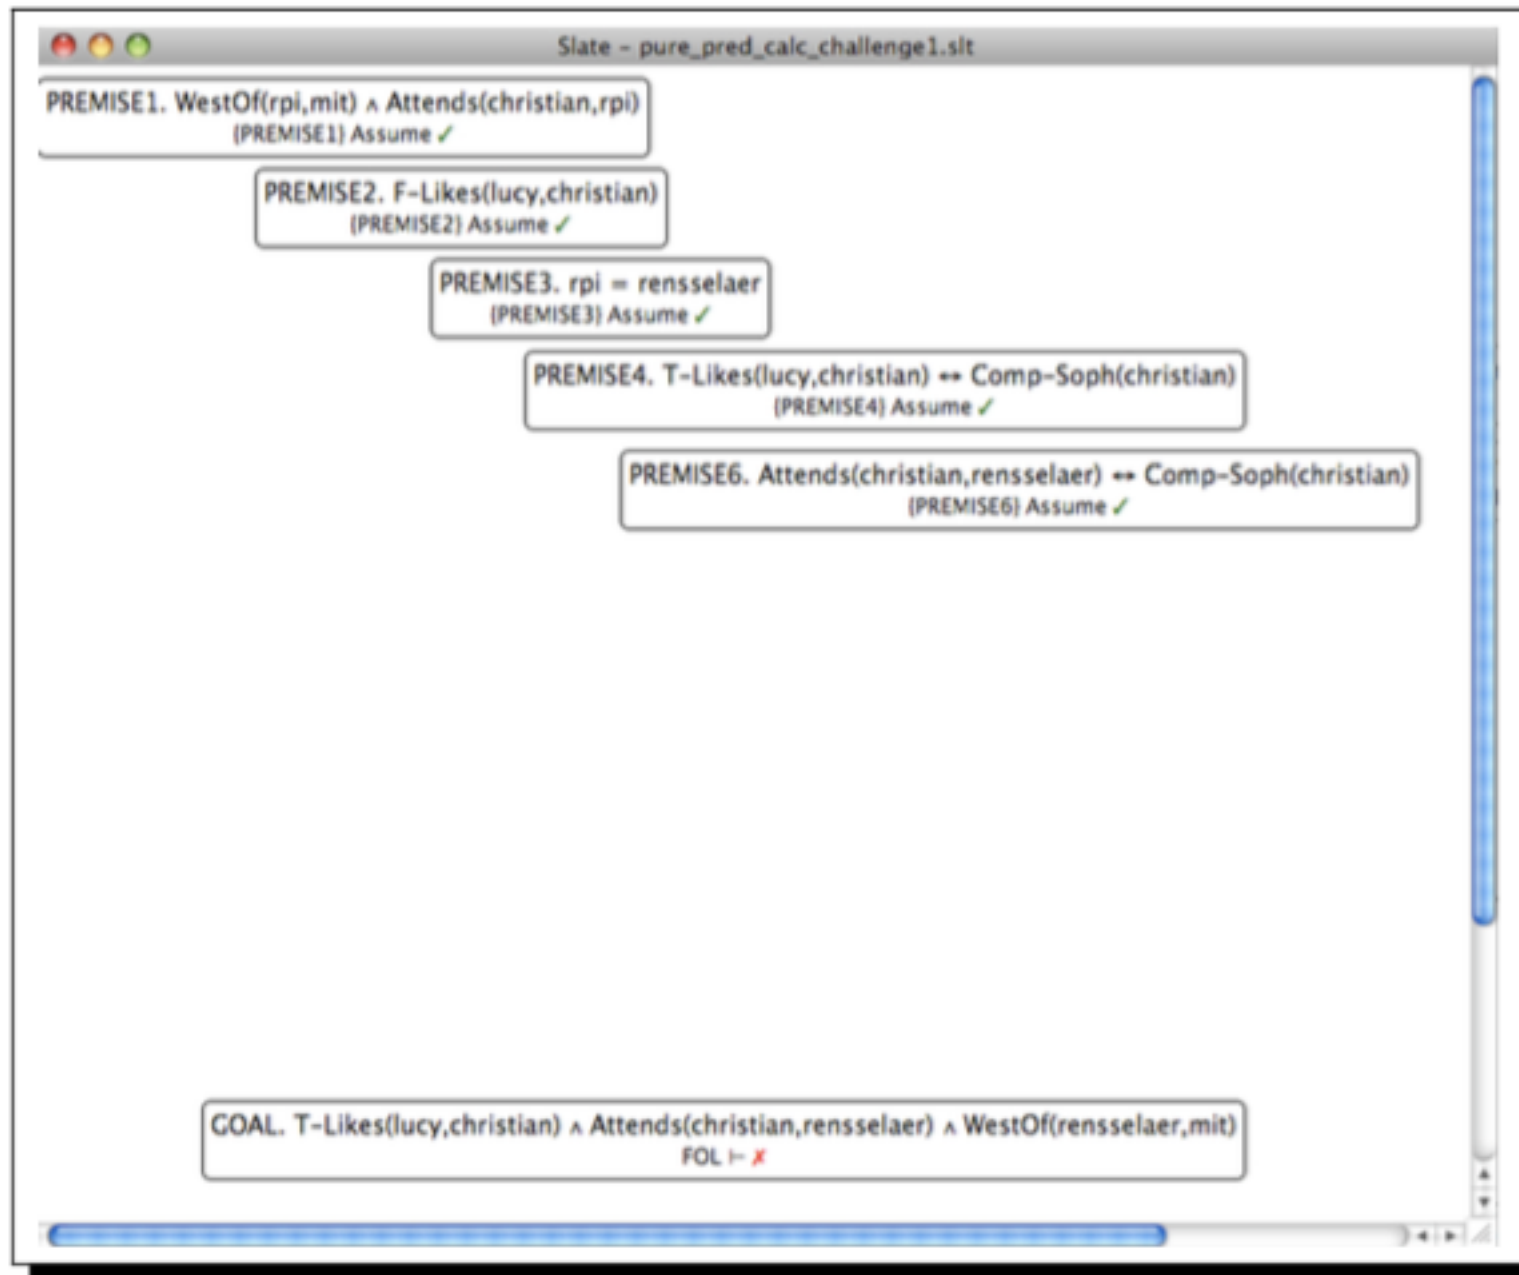 Slate – pure_pred_calc_challenge1.slt
PREMISE1. WestOf(rpi,mit) ∧ Attends(christian,rpi)
{PREMISE1} Assume ✓
PREMISE2. F-Likes(lucy,christian)
{PREMISE2} Assume ✓
PREMISE3. rpi = rensselaer
{PREMISE3} Assume ✓
PREMISE4. T-Likes(lucy,christian) ↔ Comp-Soph(christian)
{PREMISE4} Assume ✓
PREMISE6. Attends(christian,rensselaer) ↔ Comp-Soph(christian)
{PREMISE6} Assume ✓
GOAL. T-Likes(lucy,christian) ∧ Attends(christian,rensselaer) ∧ WestOf(rensselaer,mit)
FOL ⊢ ✗